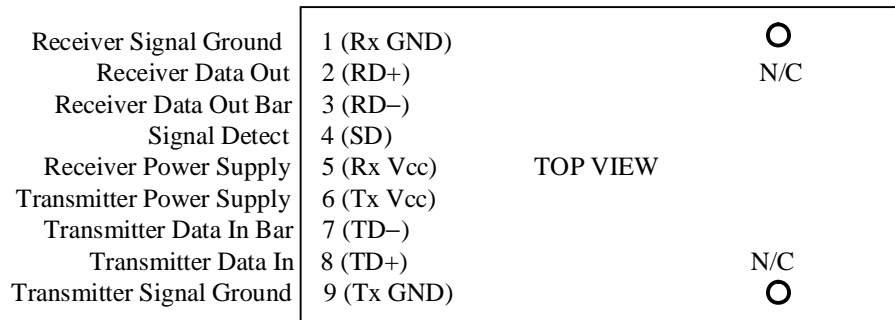 Receiver Signal Ground 1 (Rx GND)
Receiver Data Out 2 (RD+) N/C
Receiver Data Out Bar 3 (RD−)
Signal Detect 4 (SD)
Receiver Power Supply 5 (Rx Vcc) TOP VIEW
Transmitter Power Supply 6 (Tx Vcc)
Transmitter Data In Bar 7 (TD−)
Transmitter Data In 8 (TD+) N/C
Transmitter Signal Ground 9 (Tx GND)